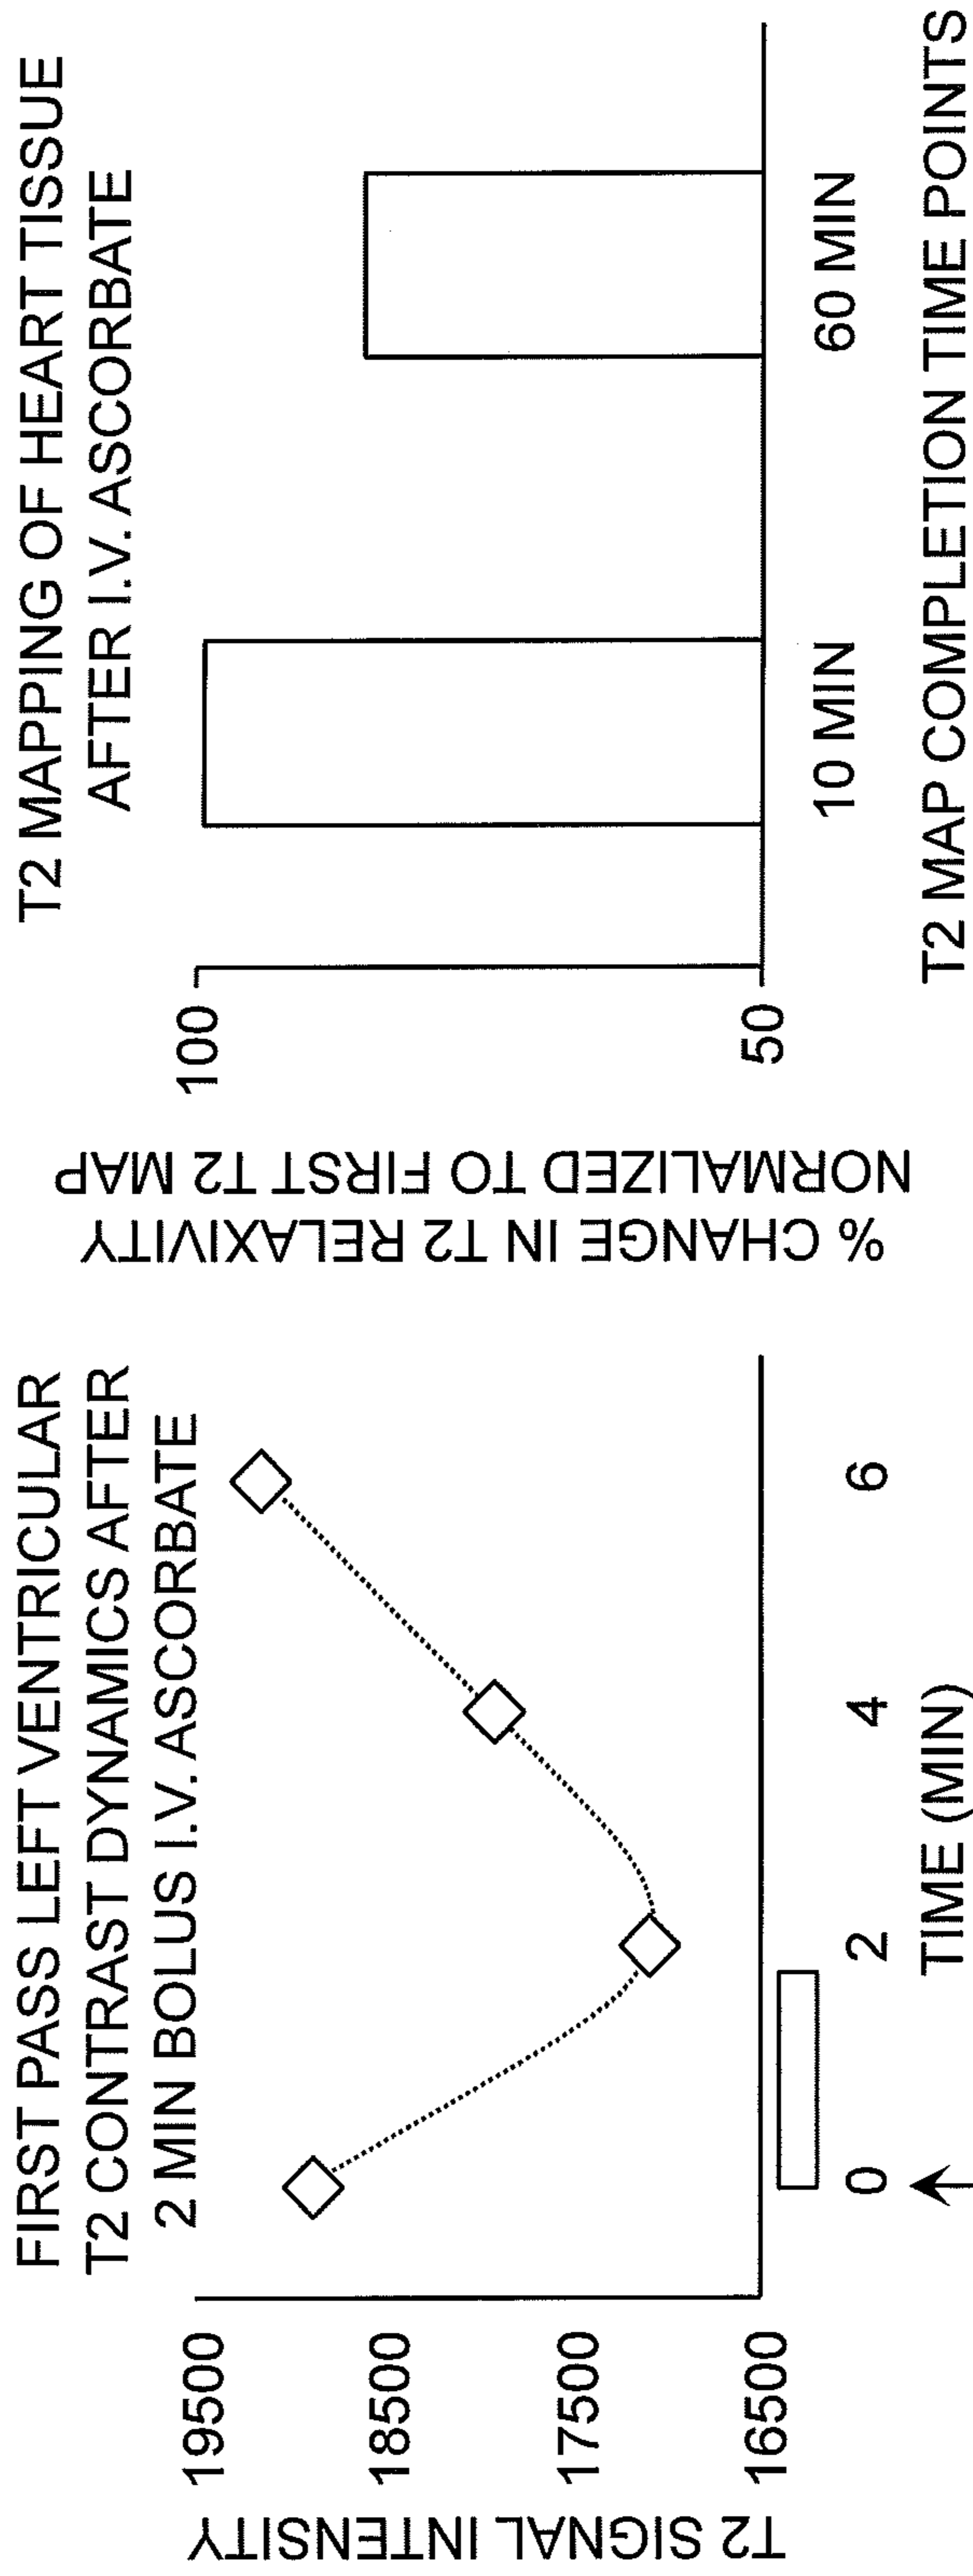 FIRST PASS LEFT VENTRICULAR
T2 CONTRAST DYNAMICS AFTER
2 MIN BOLUS I.V. ASCORBATE
T2 SIGNAL INTENSITY
19500
18500
17500
16500
0
2
4
6
TIME (MIN)
T2 MAPPING OF HEART TISSUE
AFTER I.V. ASCORBATE
% CHANGE IN T2 RELAXIVITY
NORMALIZED TO FIRST T2 MAP
100
50
10 MIN
60 MIN
T2 MAP COMPLETION TIME POINTS